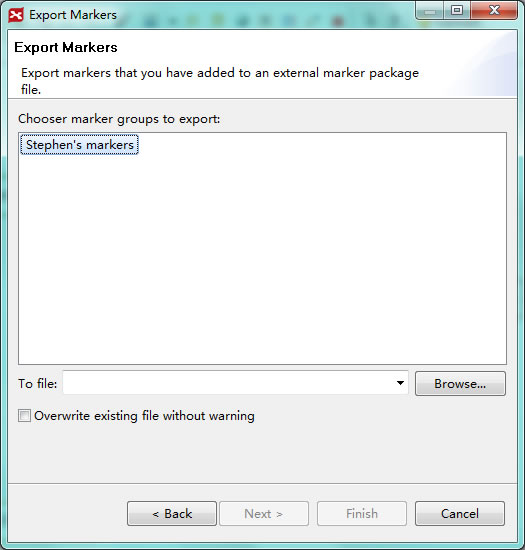 Export Markers
Export Markers
Export markers that you have added to an external marker package
file.
Chooser marker groups to export:
Stephen's markers
To file:
Browse...
Overwrite existing file without warning
< Back
Next >
Finish
Cancel